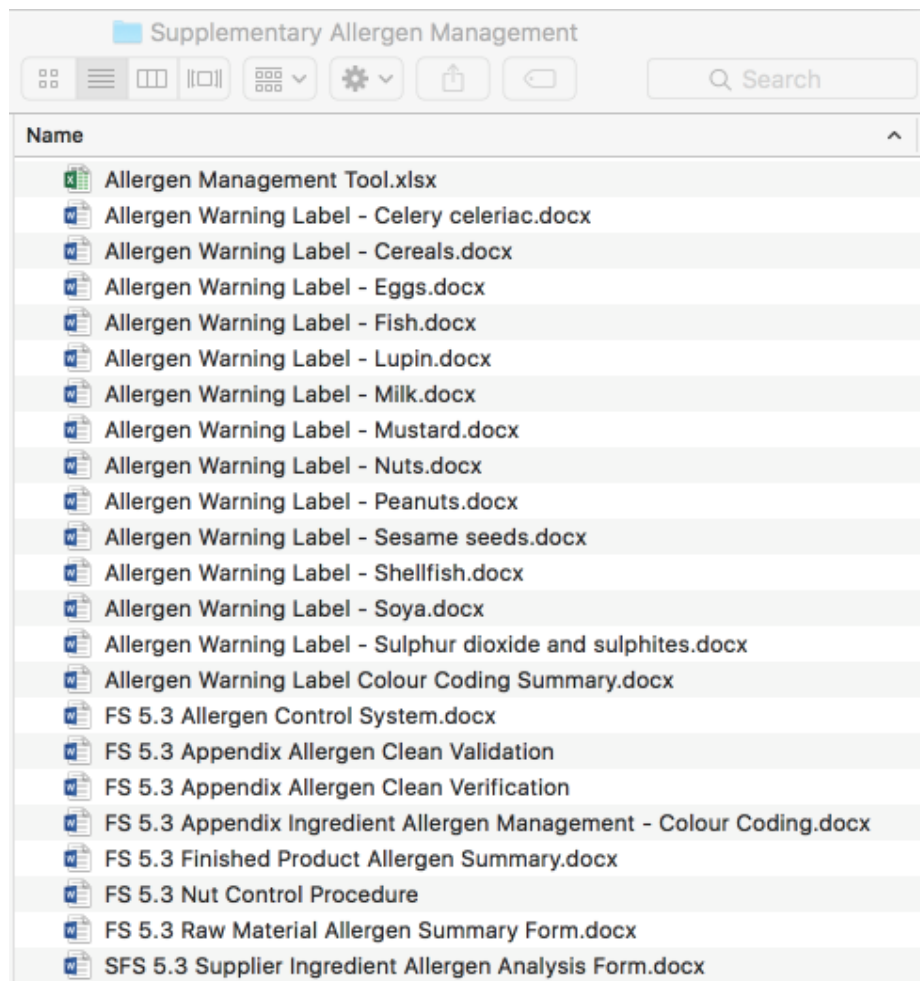 Supplementary Allergen Management
Search
Name
Allergen Management Tool.xlsx
Allergen Warning Label - Celery celeriac.docx
Allergen Warning Label - Cereals.docx
Allergen Warning Label - Eggs.docx
Allergen Warning Label - Fish.docx
Allergen Warning Label - Lupin.docx
Allergen Warning Label - Milk.docx
Allergen Warning Label - Mustard.docx
Allergen Warning Label - Nuts.docx
Allergen Warning Label - Peanuts.docx
Allergen Warning Label - Sesame seeds.docx
Allergen Warning Label - Shellfish.docx
Allergen Warning Label - Soya.docx
Allergen Warning Label - Sulphur dioxide and sulphites.docx
Allergen Warning Label Colour Coding Summary.docx
FS 5.3 Allergen Control System.docx
FS 5.3 Appendix Allergen Clean Validation
FS 5.3 Appendix Allergen Clean Verification
FS 5.3 Appendix Ingredient Allergen Management - Colour Coding.docx
FS 5.3 Finished Product Allergen Summary.docx
FS 5.3 Nut Control Procedure
FS 5.3 Raw Material Allergen Summary Form.docx
SFS 5.3 Supplier Ingredient Allergen Analysis Form.docx